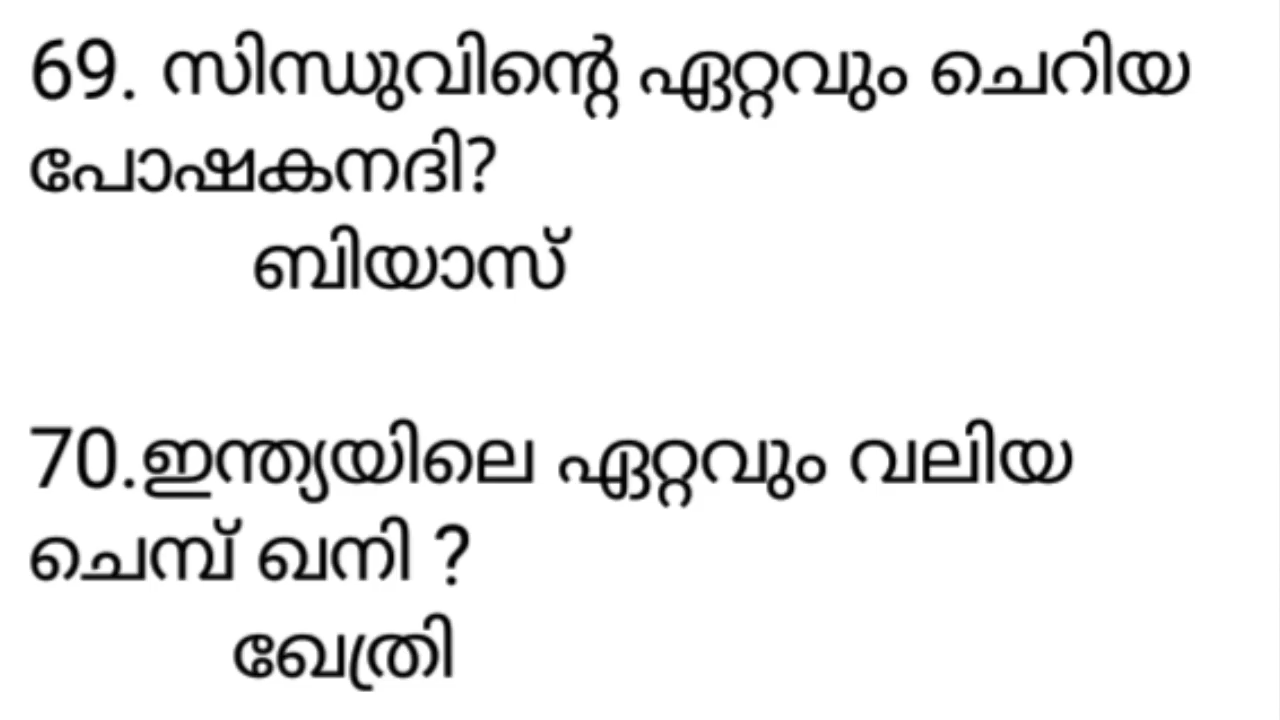 69. സിന്ധുവിന്റെ ഏറ്റവും ചെറിയ
പോഷകനദി?
ബിയാസ്
70.ഇന്ത്യയിലെ ഏറ്റവും വലിയ
ചെമ്പ് ഖനി ?
ഖേത്രി